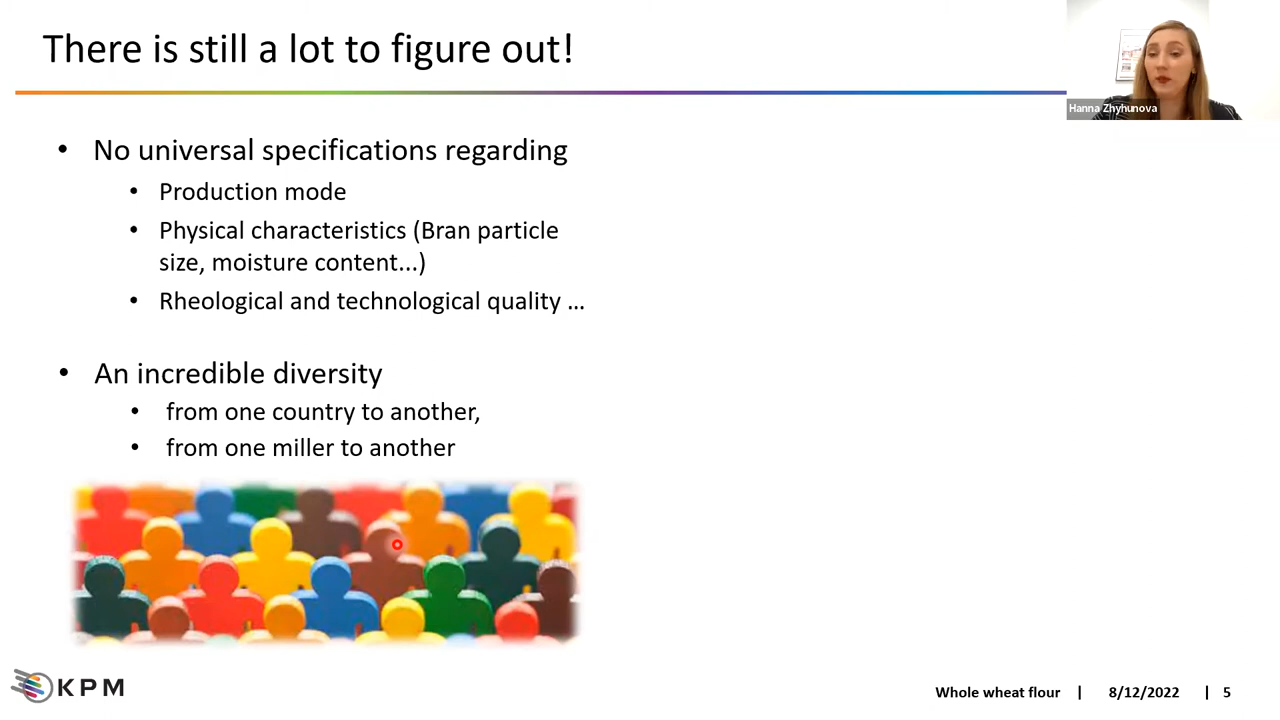 There is still a lot to figure out!
Hanna Zhyhunova
• No universal specifications regarding
• Production mode
• Physical characteristics (Bran particle
size, moisture content...)
• Rheological and technological quality ...
• An incredible diversity
• from one country to another,
• from one miller to another
KPM
Whole wheat flour | 8/12/2022 | 5